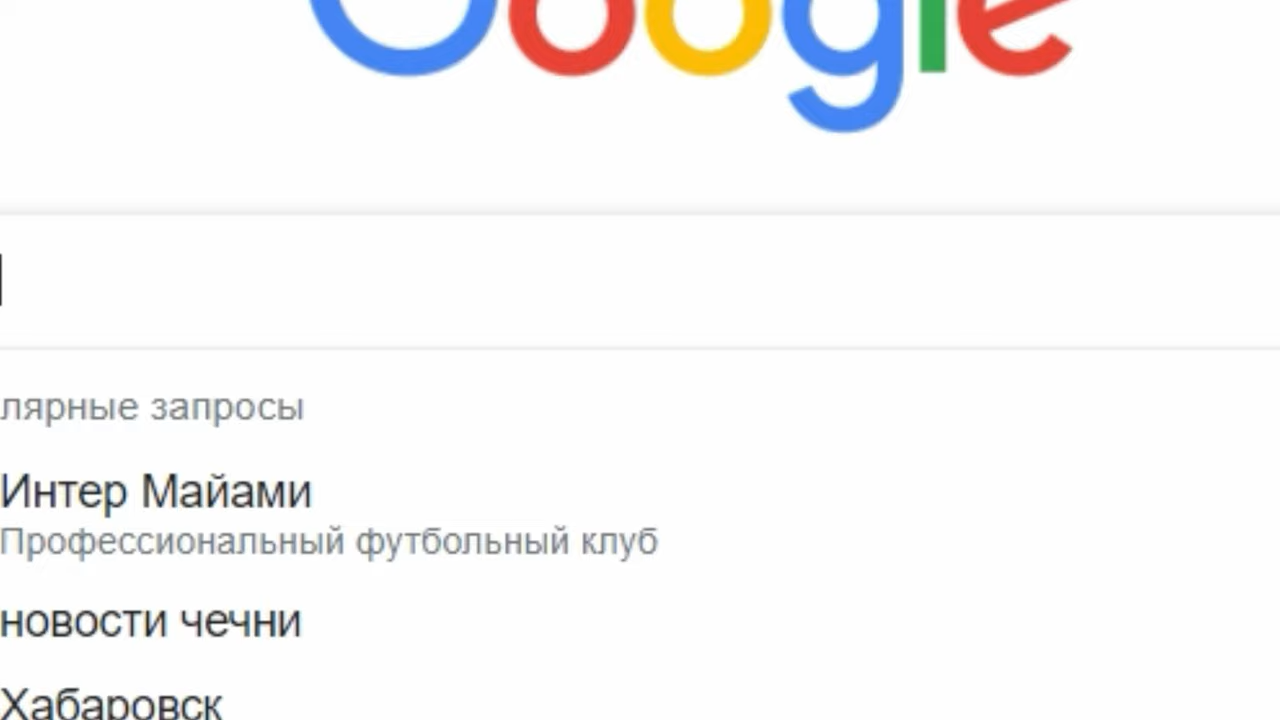 Google
лярные запросы
Интер Майами
Профессиональный футбольный клуб
новости чечни
Хабаровск